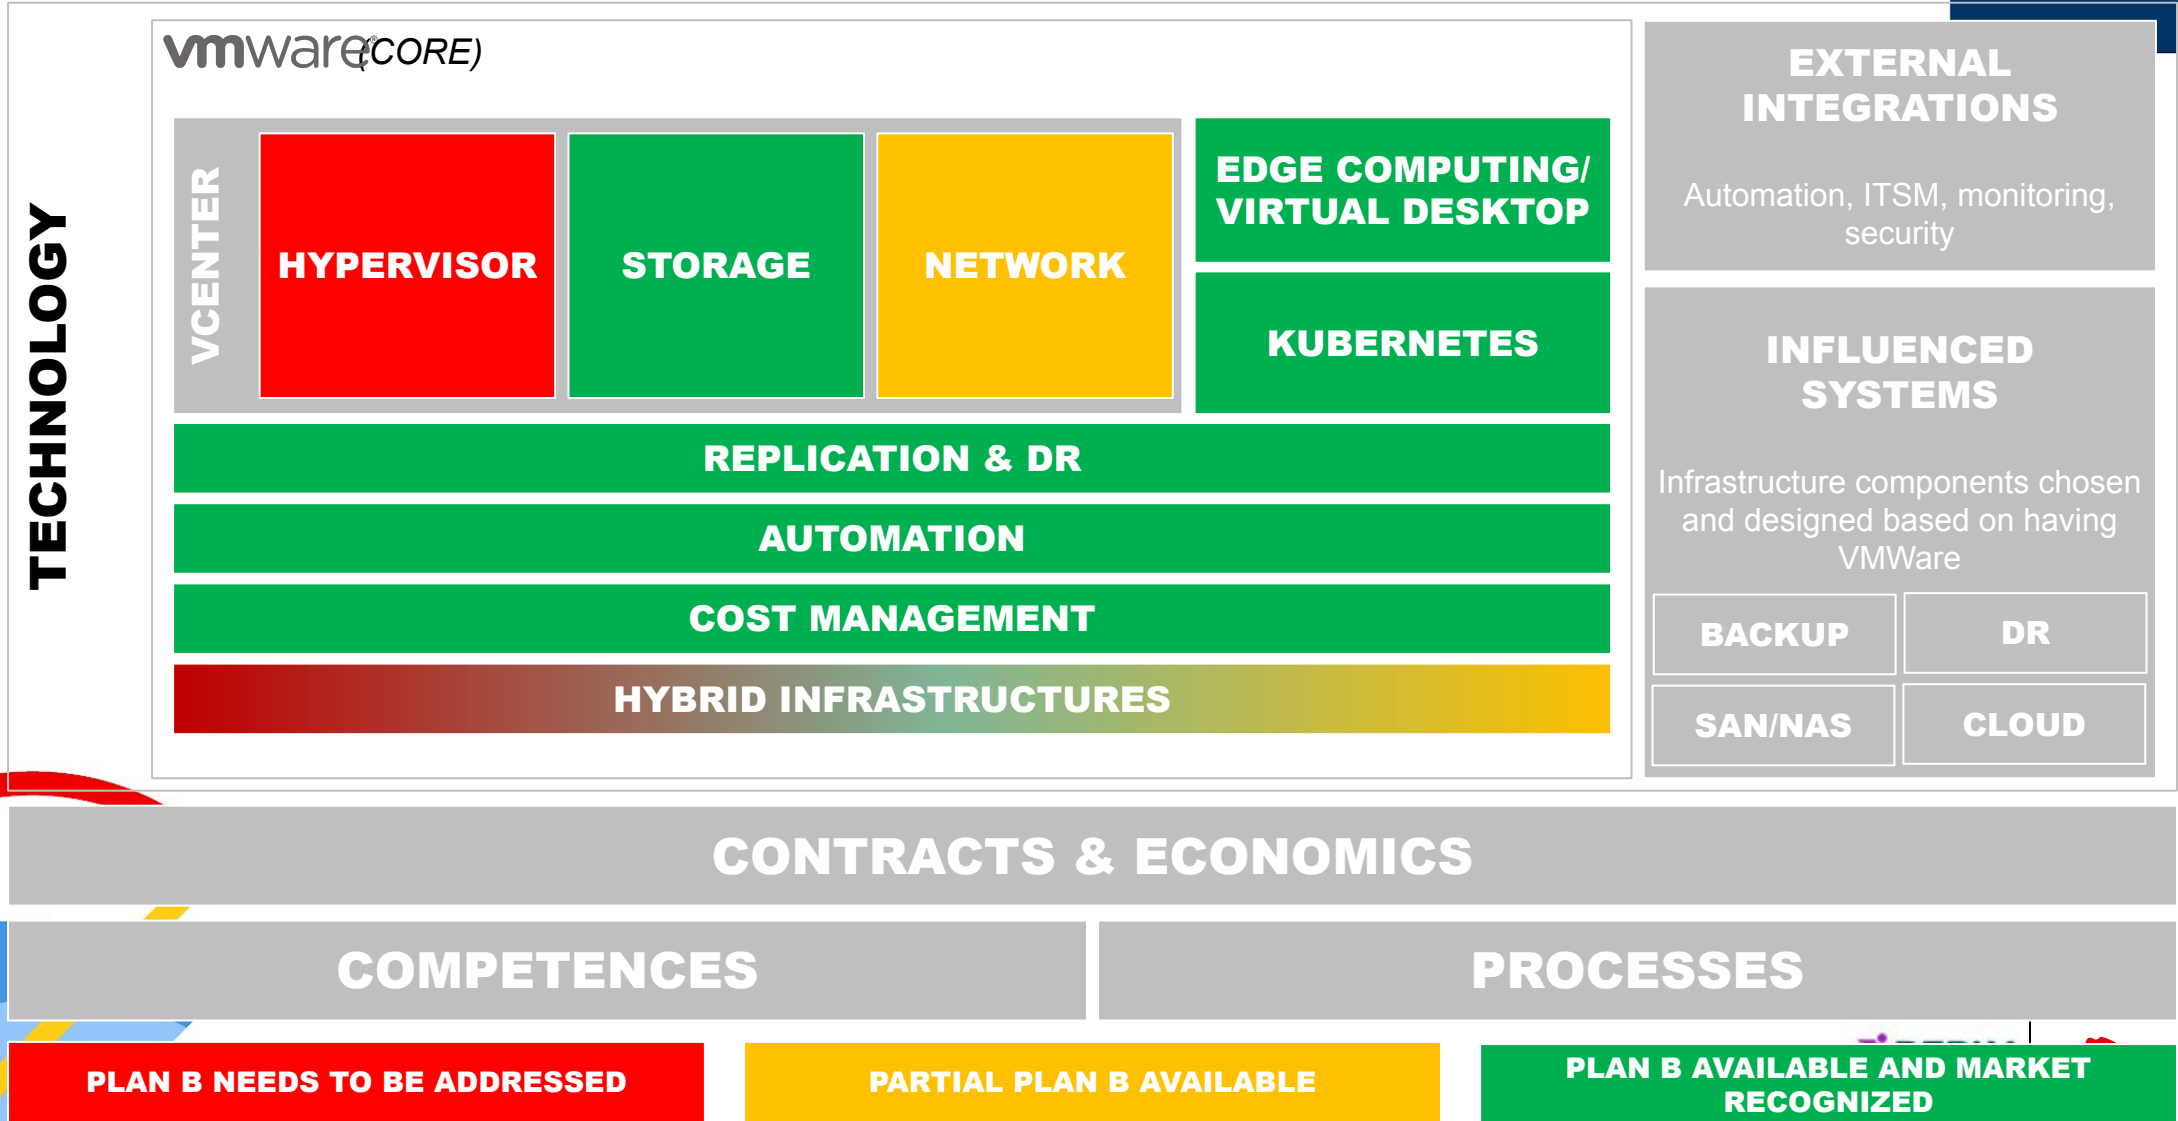 vmware® (CORE)
TECHNOLOGY
VCENTER
HYPERVISOR
STORAGE
NETWORK
EDGE COMPUTING/
VIRTUAL DESKTOP
KUBERNETES
REPLICATION & DR
AUTOMATION
COST MANAGEMENT
HYBRID INFRASTRUCTURES
EXTERNAL
INTEGRATIONS
Automation, ITSM, monitoring,
security
INFLUENCED
SYSTEMS
Infrastructure components chosen
and designed based on having
VMWare
BACKUP
DR
SAN/NAS
CLOUD
CONTRACTS & ECONOMICS
COMPETENCES
PROCESSES
PLAN B NEEDS TO BE ADDRESSED
PARTIAL PLAN B AVAILABLE
PLAN B AVAILABLE AND MARKET
RECOGNIZED